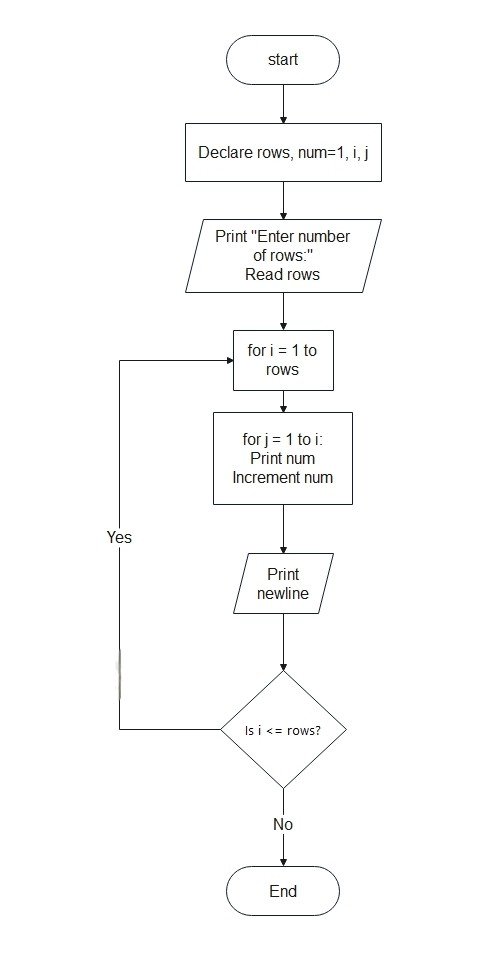 start
Declare rows, num=1, i, j
Print "Enter number
of rows:"
Read rows
for i = 1 to
rows
for j = 1 to i:
Print num
Increment num
Yes
Print
newline
Is i <= rows?
No
End